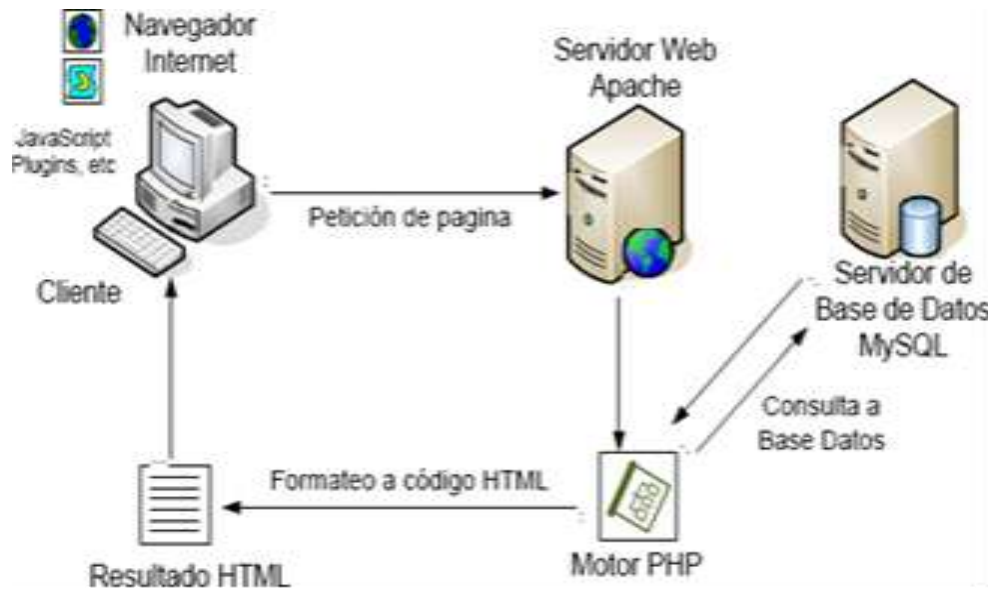 Navegador
Internet
JavaScript
Plugins, etc
Cliente
Petición de pagina
Servidor Web
Apache
Servidor de
Base de Datos
MySQL
Consulta a
Base Datos
Formateo a código HTML
Motor PHP
Resultado HTML